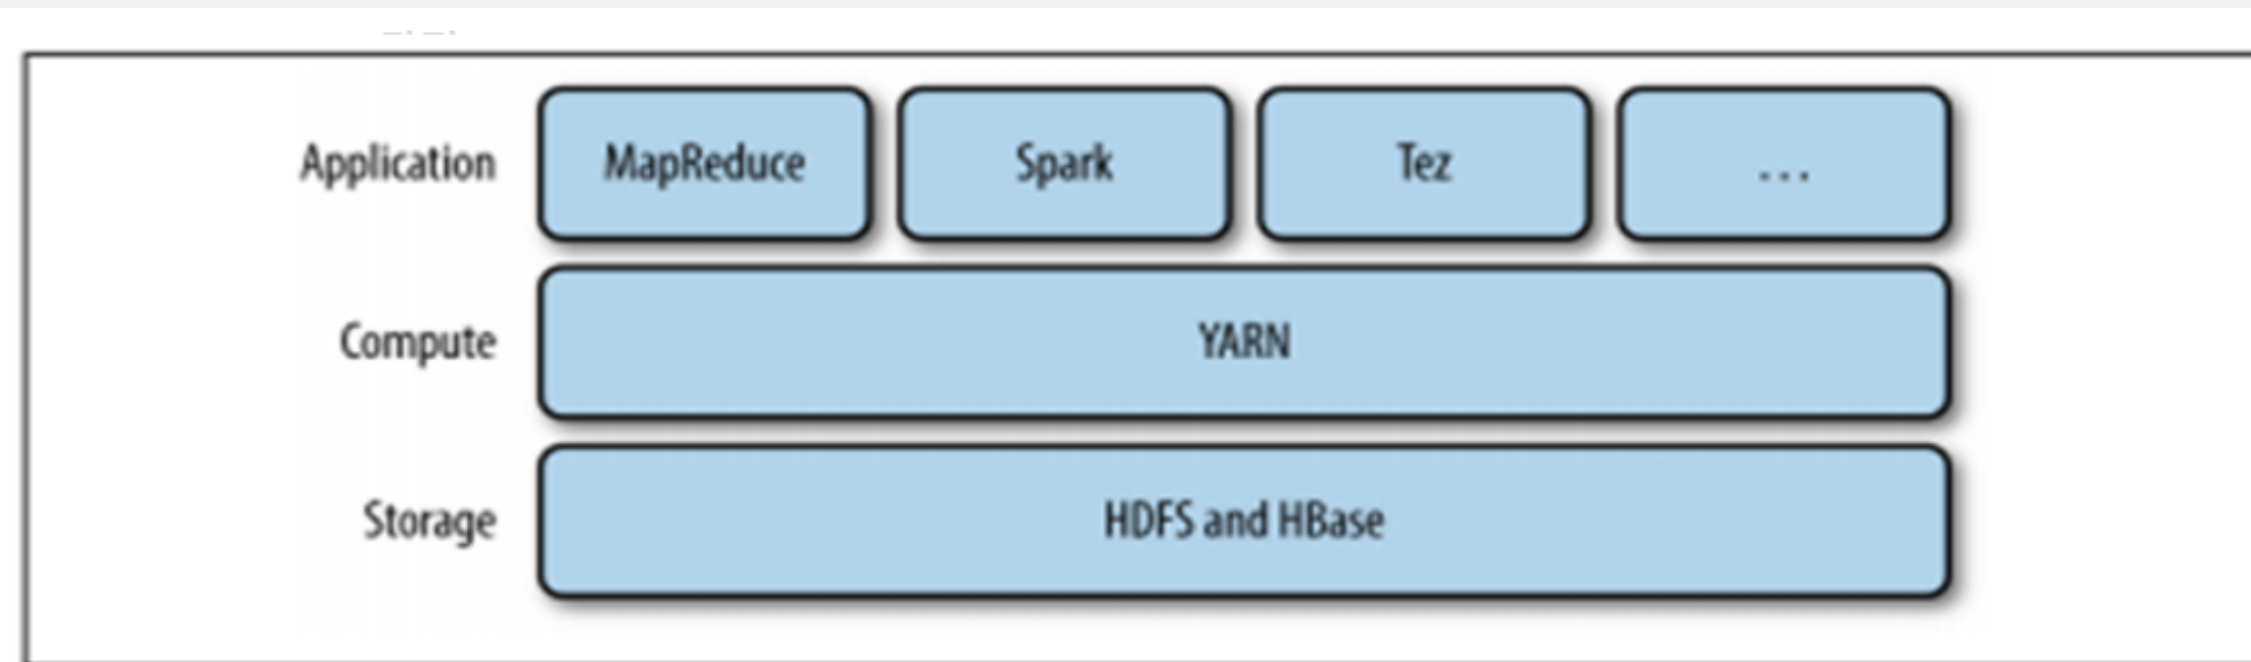 Application MapReduce Spark Tez ...
Compute YARN
Storage HDFS and HBase